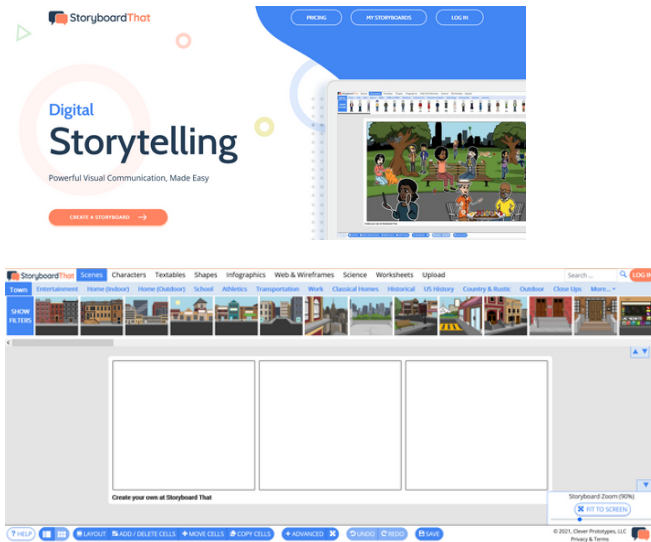 StoryboardThat
PRICING
MY STORYBOARDS
LOG IN
Digital
Storytelling
Powerful Visual Communication, Made Easy
CREATE A STORYBOARD
StoryboardThat Scenes Characters Textables Shapes Infographics Web & Wireframes Science Worksheets Upload Search ... LOG IN
Town Entertainment Home (Indoor) Home (Outdoor) School Athletics Transportation Work Classical Homes Historical US History Country & Rustic Outdoor Close Ups More...
SHOW
FILTERS
Create your own at Storyboard That
Storyboard Zoom (90%)
FIT TO SCREEN
? HELP LAYOUT ADD / DELETE CELLS MOVE CELLS COPY CELLS + ADVANCED UNDO REDO SAVE
© 2021, Clever Prototypes, LLC
Privacy & Terms